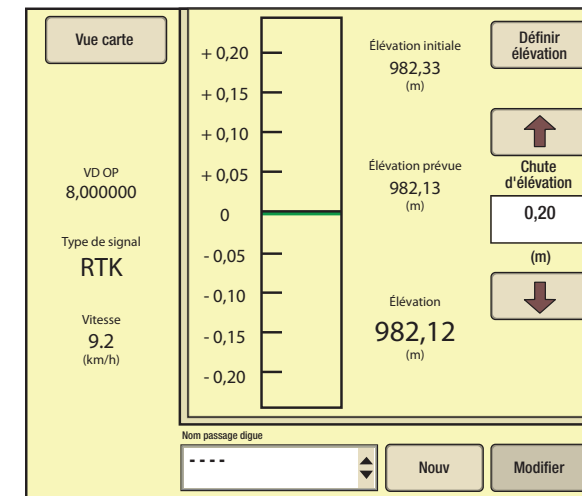 Vue carte
VD OP
8,000000
Type de signal
RTK
Vitesse
9.2
(km/h)
+ 0,20
+ 0,15
+ 0,10
+ 0,05
0
- 0,05
- 0,10
- 0,15
- 0,20
Élévation initiale
982,33
(m)
Élévation prévue
982,13
(m)
Élévation
982,12
(m)
Définir
élévation
Chute
d'élévation
0,20
(m)
Nom passage digue
- - - -
Nouv
Modifier